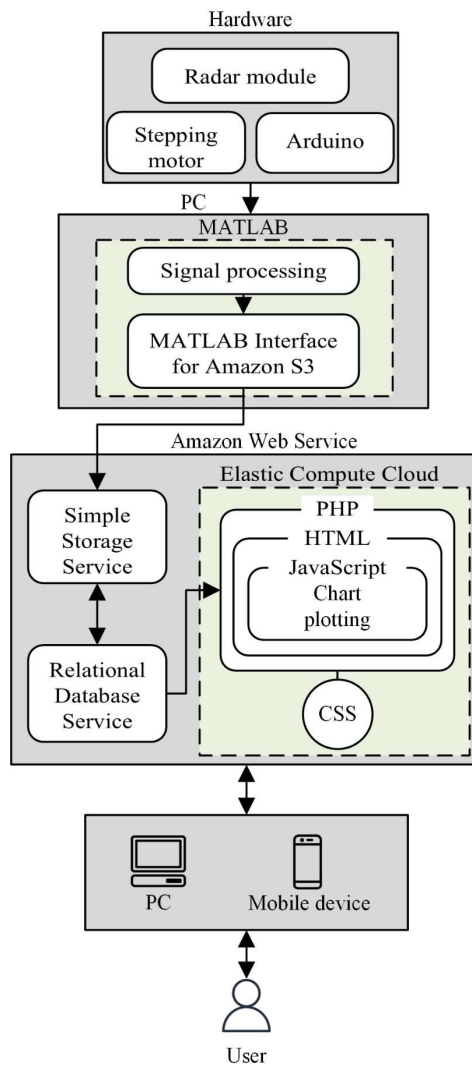 Hardware
Radar module
Stepping
motor
Arduino
PC
MATLAB
Signal processing
MATLAB Interface
for Amazon S3
Amazon Web Service
Simple
Storage
Service
Relational
Database
Service
Elastic Compute Cloud
PHP
HTML
JavaScript
Chart
plotting
CSS
PC
Mobile device
User